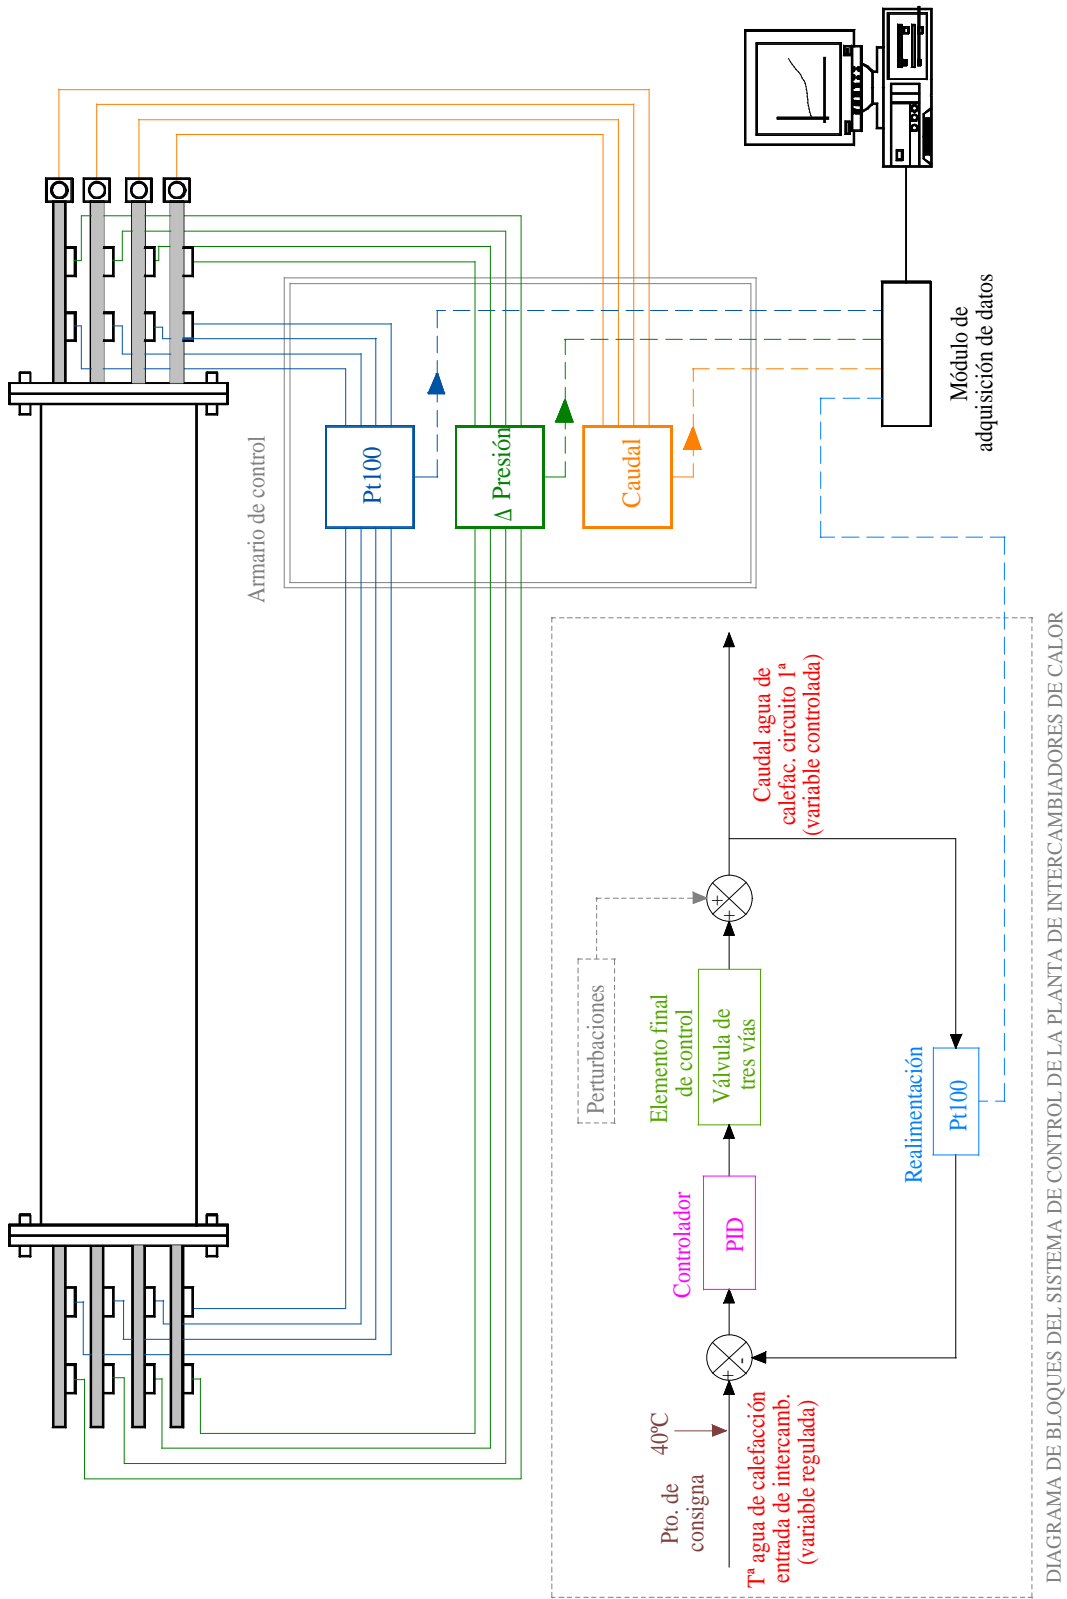 Armario de control
Pt100
Δ Presión
Caudal
Módulo de
adquisición de datos
Pto. de
consigna
40ºC
Tª agua de calefacción
entrada de intercamb.
(variable regulada)
+
-
Controlador
PID
Elemento final
de control
Válvula de
tres vías
Perturbaciones
+
+
Caudal agua de
calefac. circuito 1ª
(variable controlada)
Realimentación
Pt100
DIAGRAMA DE BLOQUES DEL SISTEMA DE CONTROL DE LA PLANTA DE INTERCAMBIADORES DE CALOR